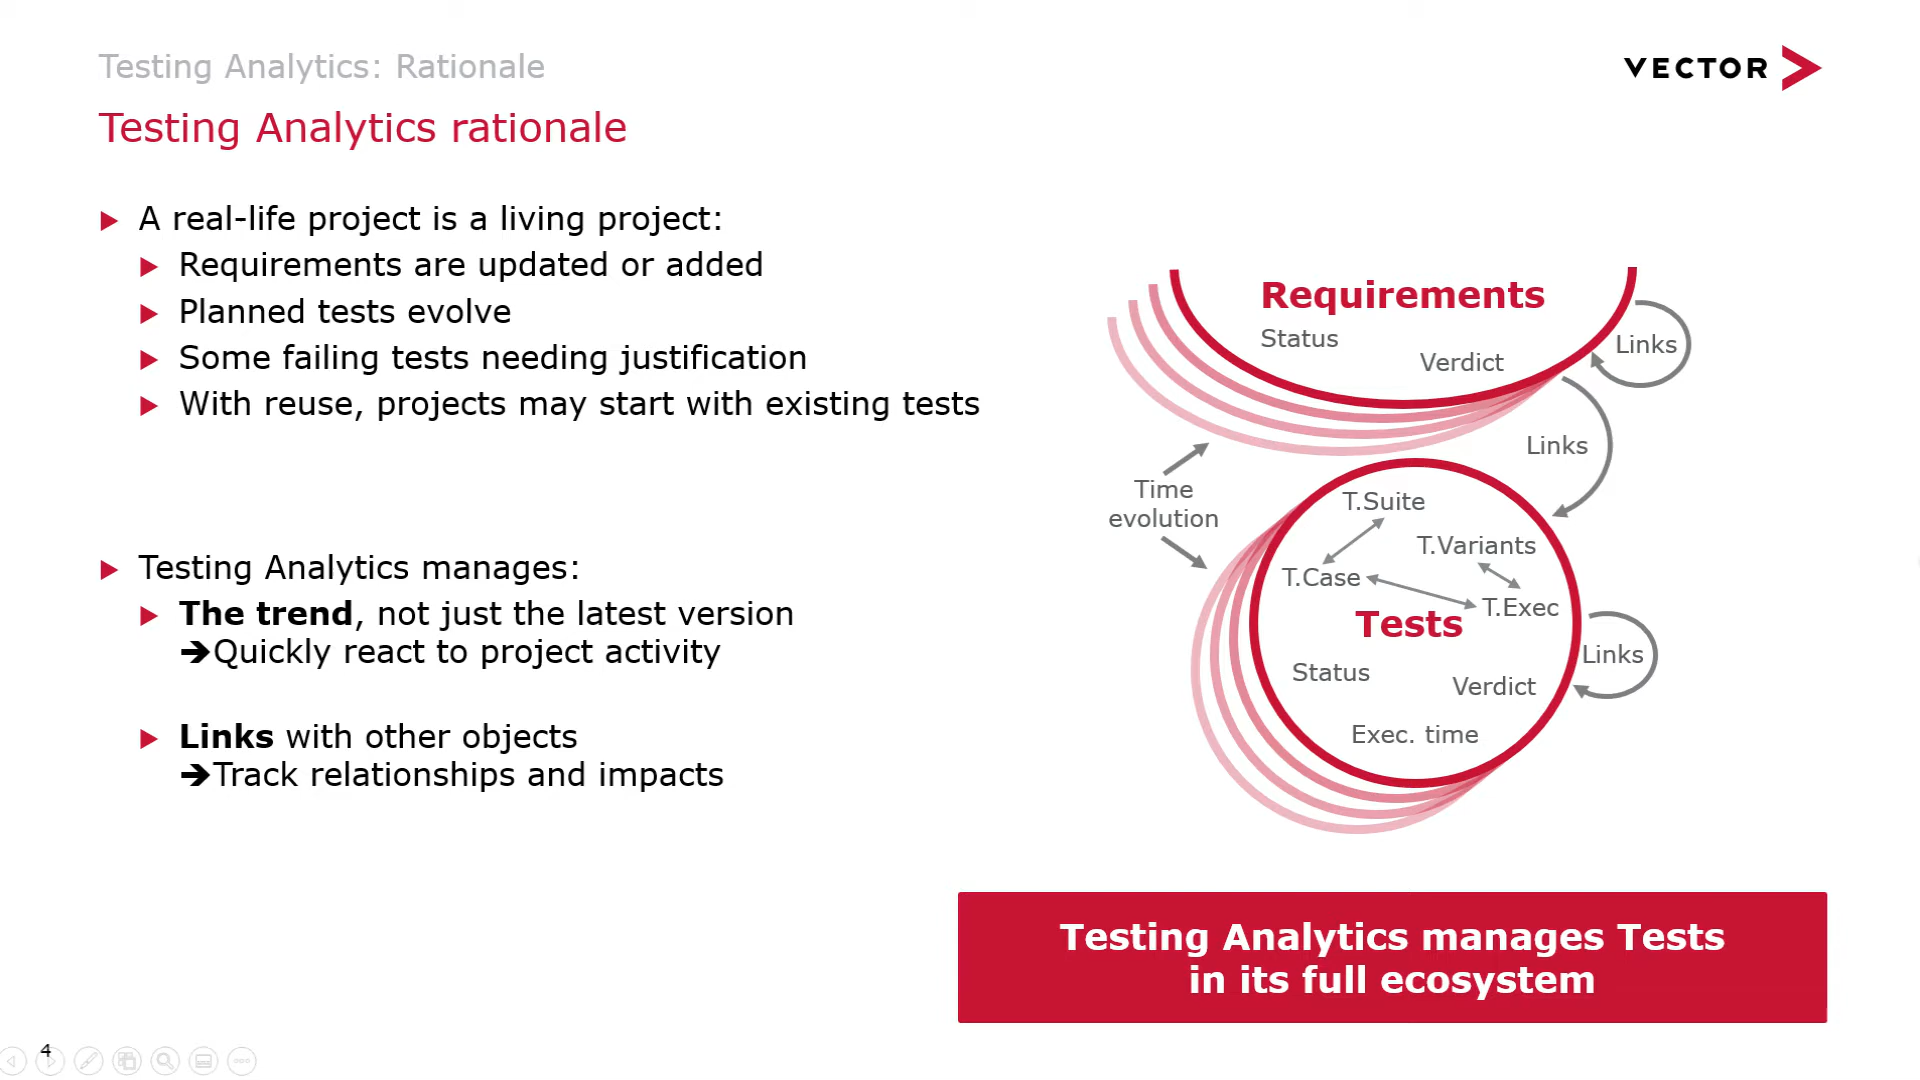 Testing Analytics: Rationale
VECTOR
Testing Analytics rationale
A real-life project is a living project:
Requirements are updated or added
Planned tests evolve
Some failing tests needing justification
With reuse, projects may start with existing tests
Testing Analytics manages:
The trend, not just the latest version
➔Quickly react to project activity
Links with other objects
➔Track relationships and impacts
Requirements
Status
Verdict
Links
Links
Time
evolution
T.Suite
T.Variants
T.Case
T.Exec
Tests
Links
Status
Verdict
Exec. time
Testing Analytics manages Tests
in its full ecosystem
4